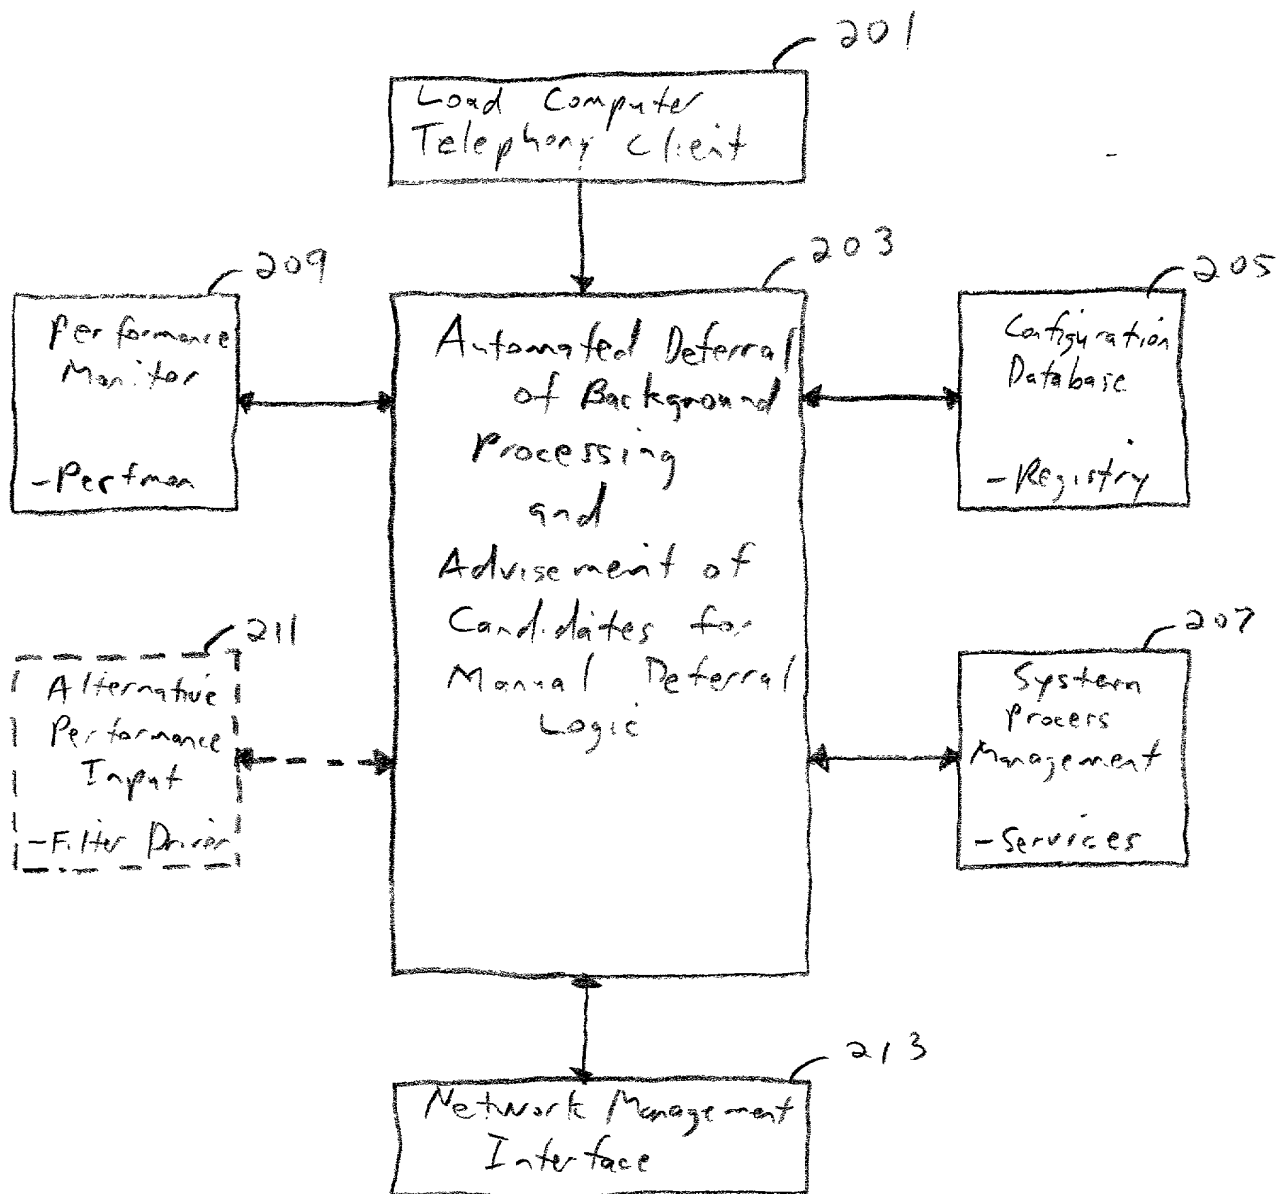 201
Load Computer
Telephony Client
209
203
205
Performance
Monitor
-Perfmon
Automated Deferral
of Background
Processing
and
Advisement of
Candidates for
Manual Deferral
Logic
Configuration
Database
-Registry
211
Alternative
Performance
Input
-Filter Driver
207
System
Process
Management
-Services
213
Network Management
Interface